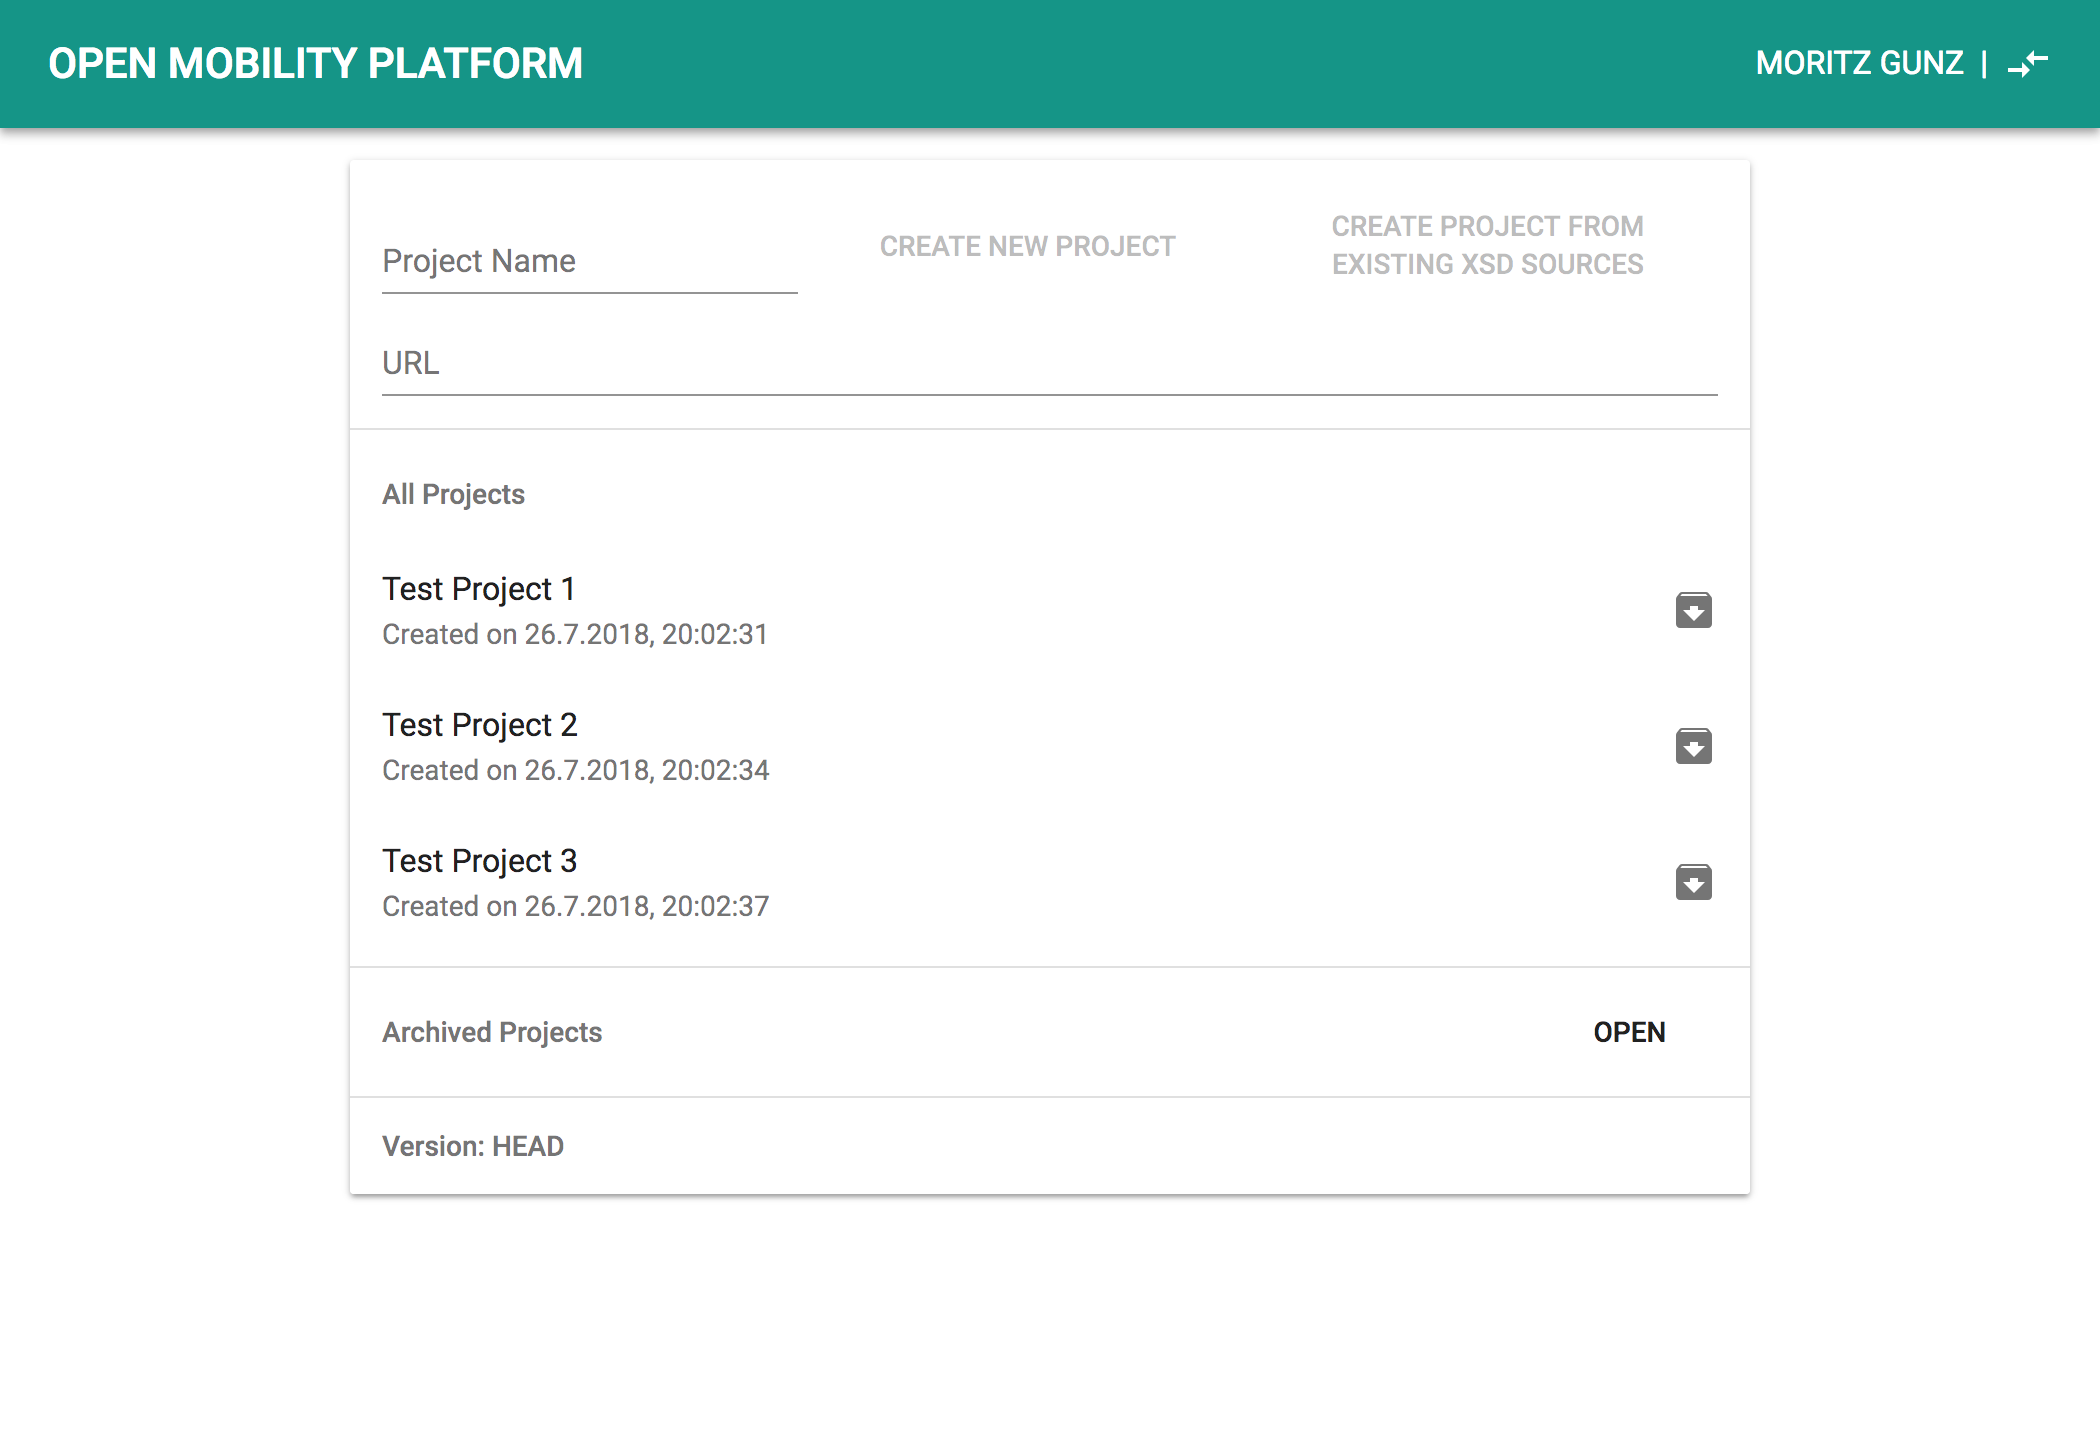 OPEN MOBILITY PLATFORM
MORITZ GUNZ |
Project Name
CREATE NEW PROJECT
CREATE PROJECT FROM
EXISTING XSD SOURCES
URL
All Projects
Test Project 1
Created on 26.7.2018, 20:02:31
Test Project 2
Created on 26.7.2018, 20:02:34
Test Project 3
Created on 26.7.2018, 20:02:37
Archived Projects
OPEN
Version: HEAD